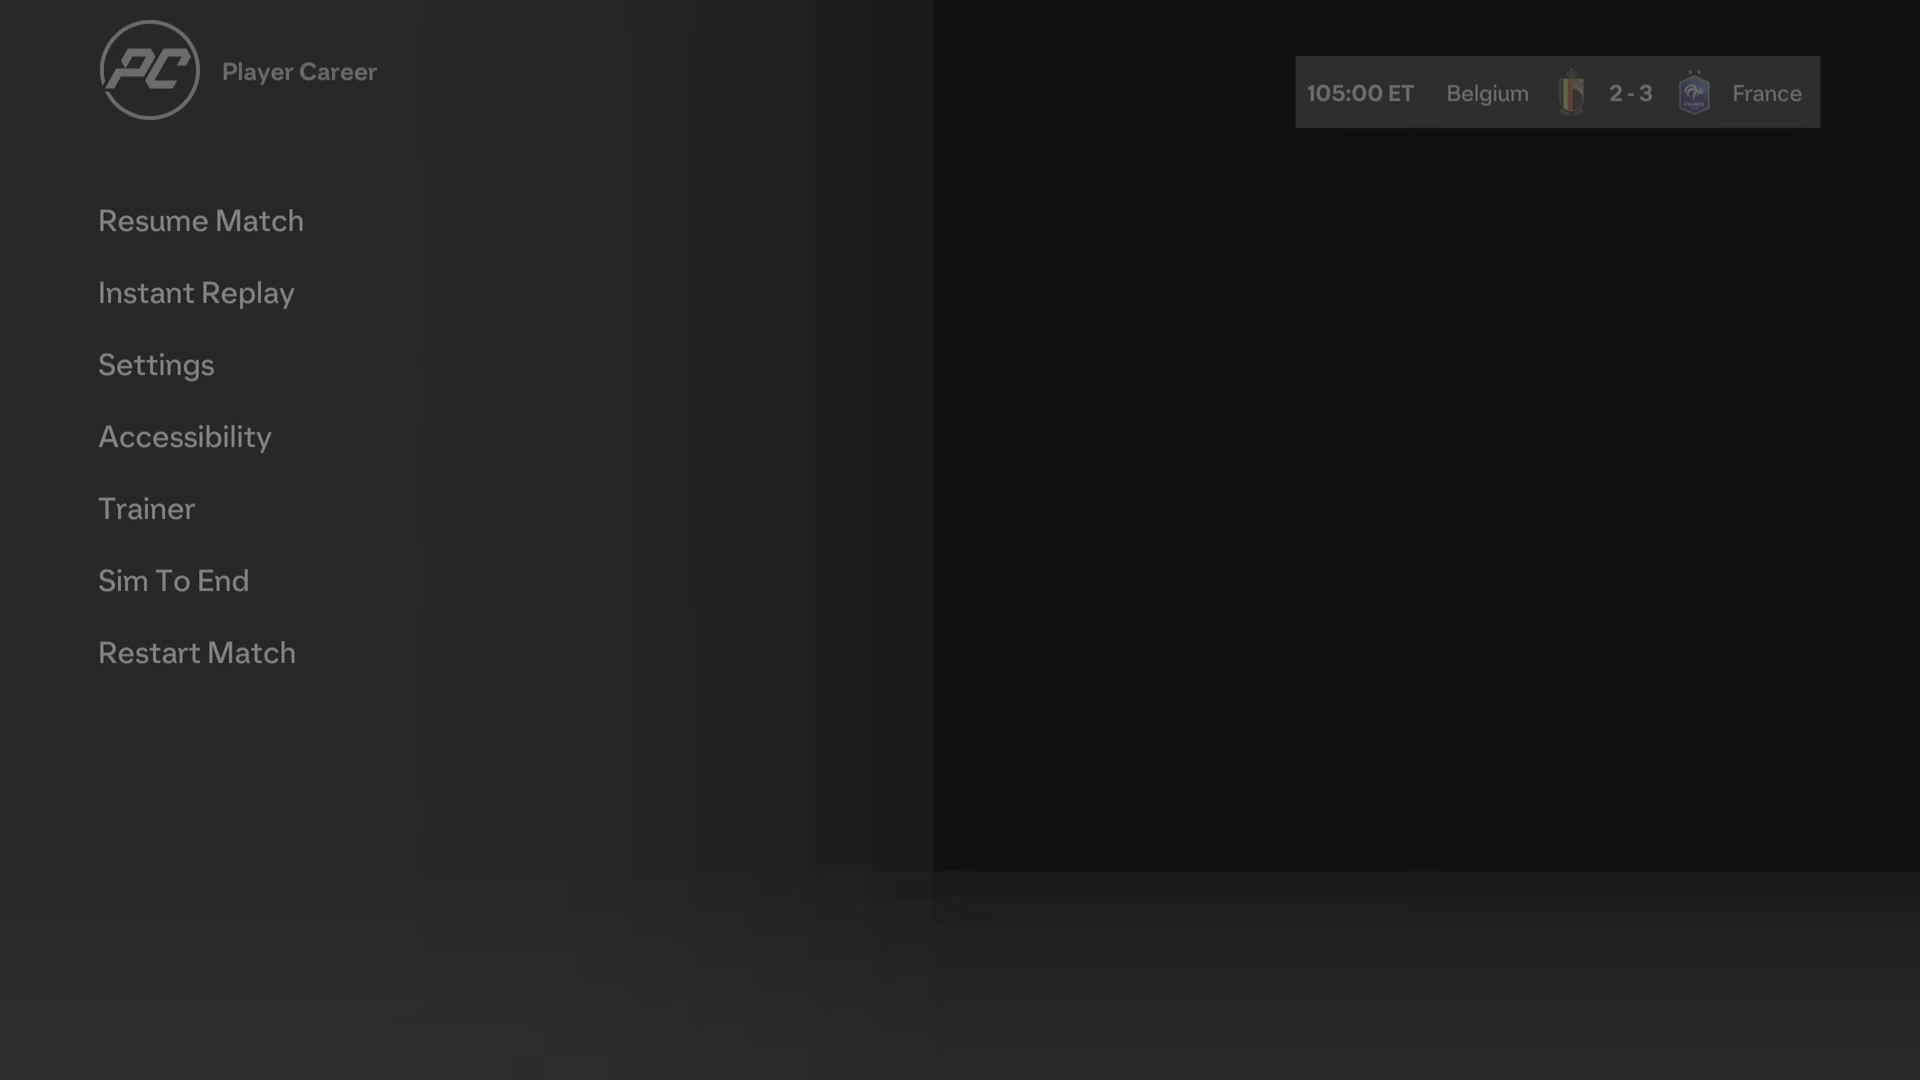 PC Player Career
105:00 ET Belgium 2 - 3 France
Resume Match
Instant Replay
Settings
Accessibility
Trainer
Sim To End
Restart Match